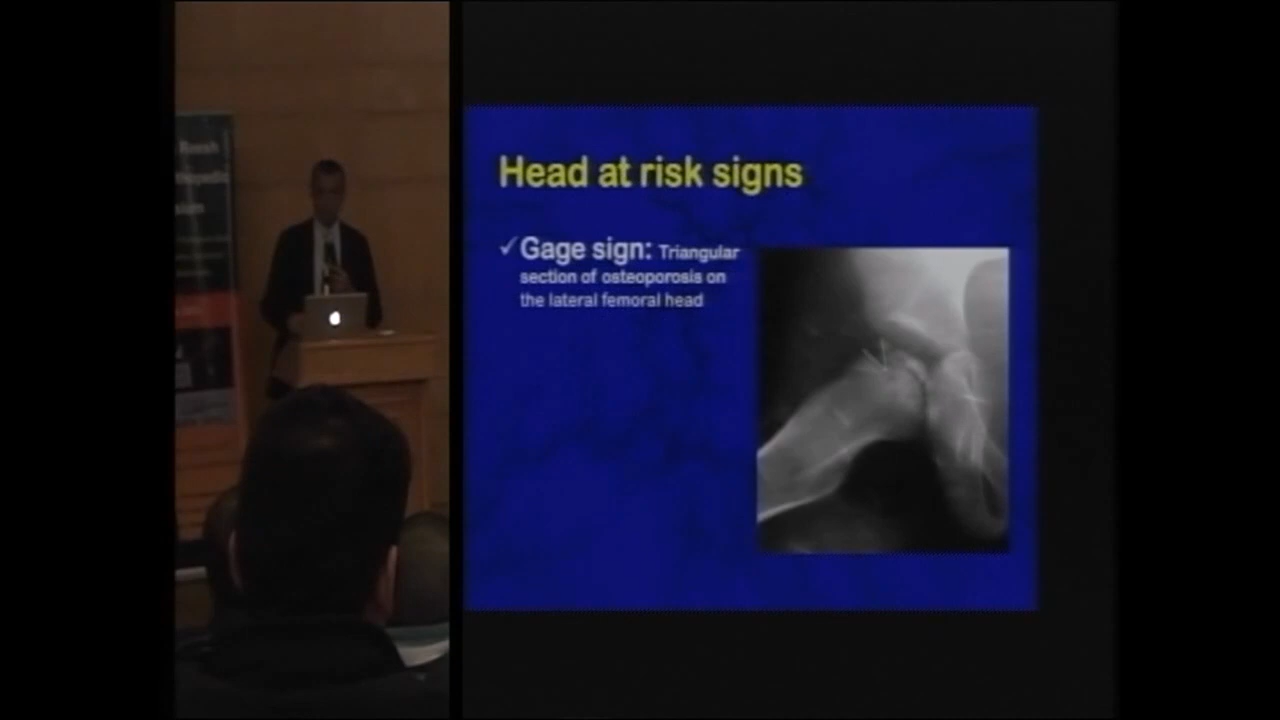 Head at risk signs
✓Gage sign: Triangular
section of osteoporosis on
the lateral femoral head